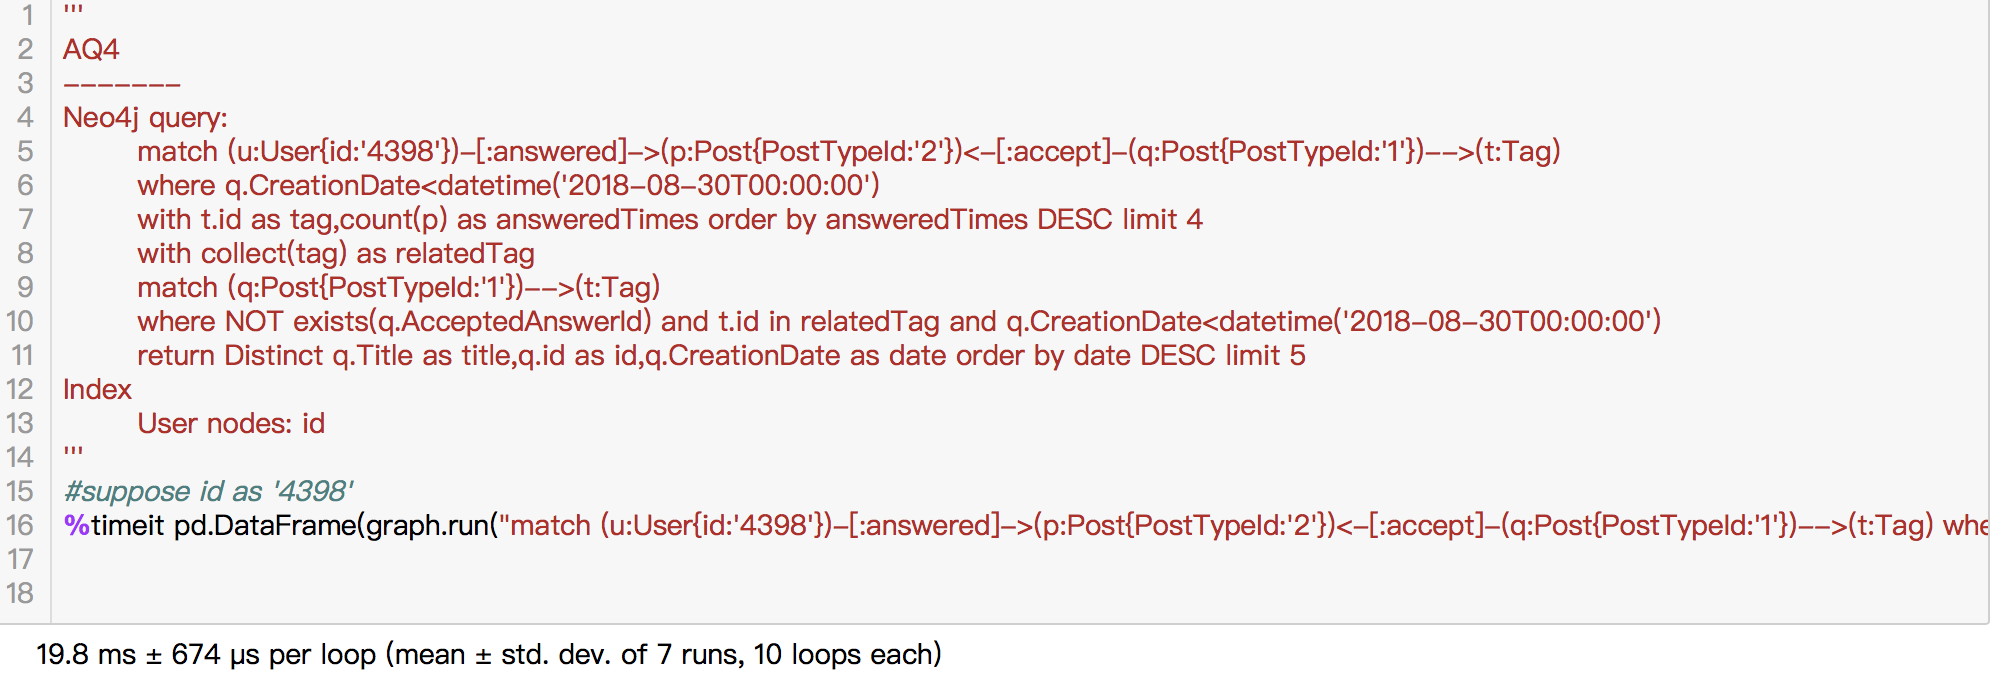 1 '''
2 AQ4
3 -------
4 Neo4j query:
5 match (u:User{id:'4398'})-[:answered]->(p:Post{PostTypeId:'2'})<-[:accept]-(q:Post{PostTypeId:'1'})-->(t:Tag)
6 where q.CreationDate<datetime('2018-08-30T00:00:00')
7 with t.id as tag,count(p) as answeredTimes order by answeredTimes DESC limit 4
8 with collect(tag) as relatedTag
9 match (q:Post{PostTypeId:'1'})-->(t:Tag)
10 where NOT exists(q.AcceptedAnswerId) and t.id in relatedTag and q.CreationDate<datetime('2018-08-30T00:00:00')
11 return Distinct q.Title as title,q.id as id,q.CreationDate as date order by date DESC limit 5
12 Index
13 User nodes: id
14 '''
15 #suppose id as '4398'
16 %timeit pd.DataFrame(graph.run("match (u:User{id:'4398'})-[:answered]->(p:Post{PostTypeId:'2'})<-[:accept]-(q:Post{PostTypeId:'1'})-->(t:Tag) whe
17
18
19.8 ms ± 674 µs per loop (mean ± std. dev. of 7 runs, 10 loops each)